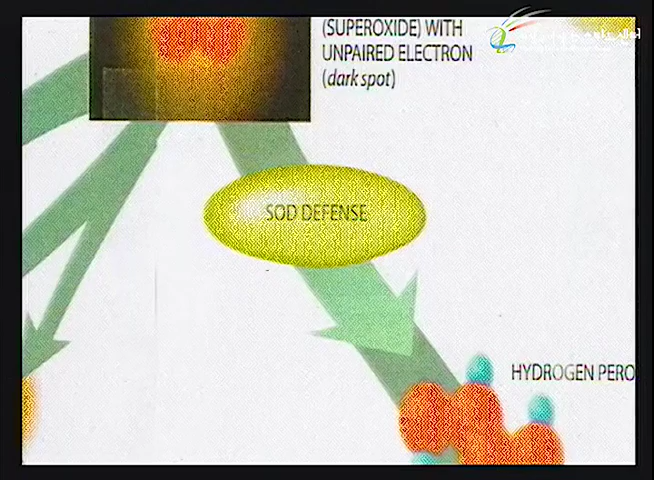 (SUPEROXIDE) WITH
UNPAIRED ELECTRON
(dark spot)
SOD DEFENSE
HYDROGEN PERO